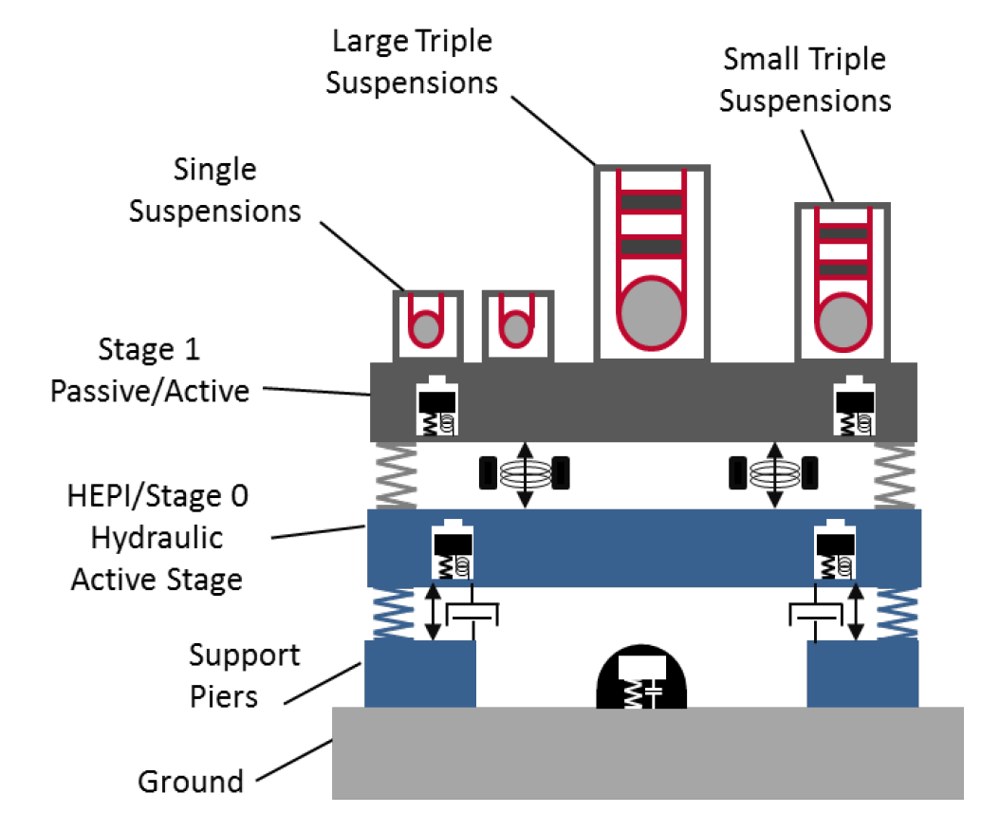 Large Triple
Suspensions
Small Triple
Suspensions
Single
Suspensions
Stage 1
Passive/Active
HEPI/Stage 0
Hydraulic
Active Stage
Support
Piers
Ground